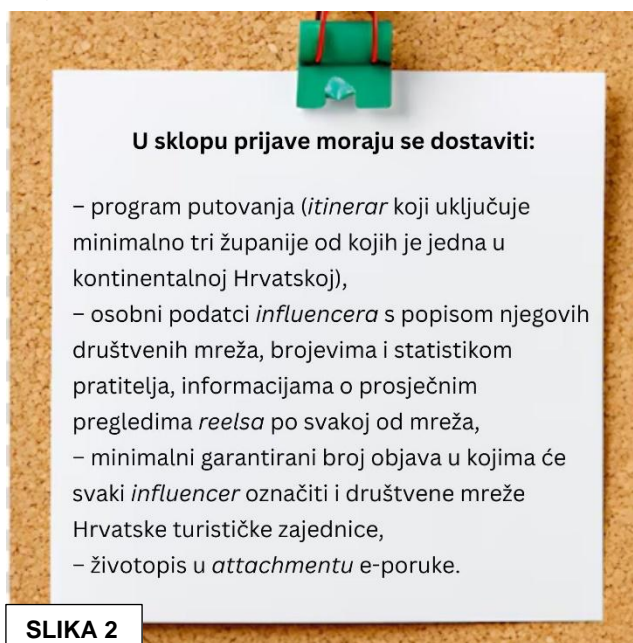 U sklopu prijave moraju se dostaviti:
– program putovanja (itinerar koji uključuje
minimalno tri županije od kojih je jedna u
kontinentalnoj Hrvatskoj),
– osobni podatci influencera s popisom njegovih
društvenih mreža, brojevima i statistikom
pratitelja, informacijama o prosječnim
pregledima reelsa po svakoj od mreža,
– minimalni garantirani broj objava u kojima će
svaki influencer označiti i društvene mreže
Hrvatske turističke zajednice,
– životopis u attachmentu e-poruke.
SLIKA 2